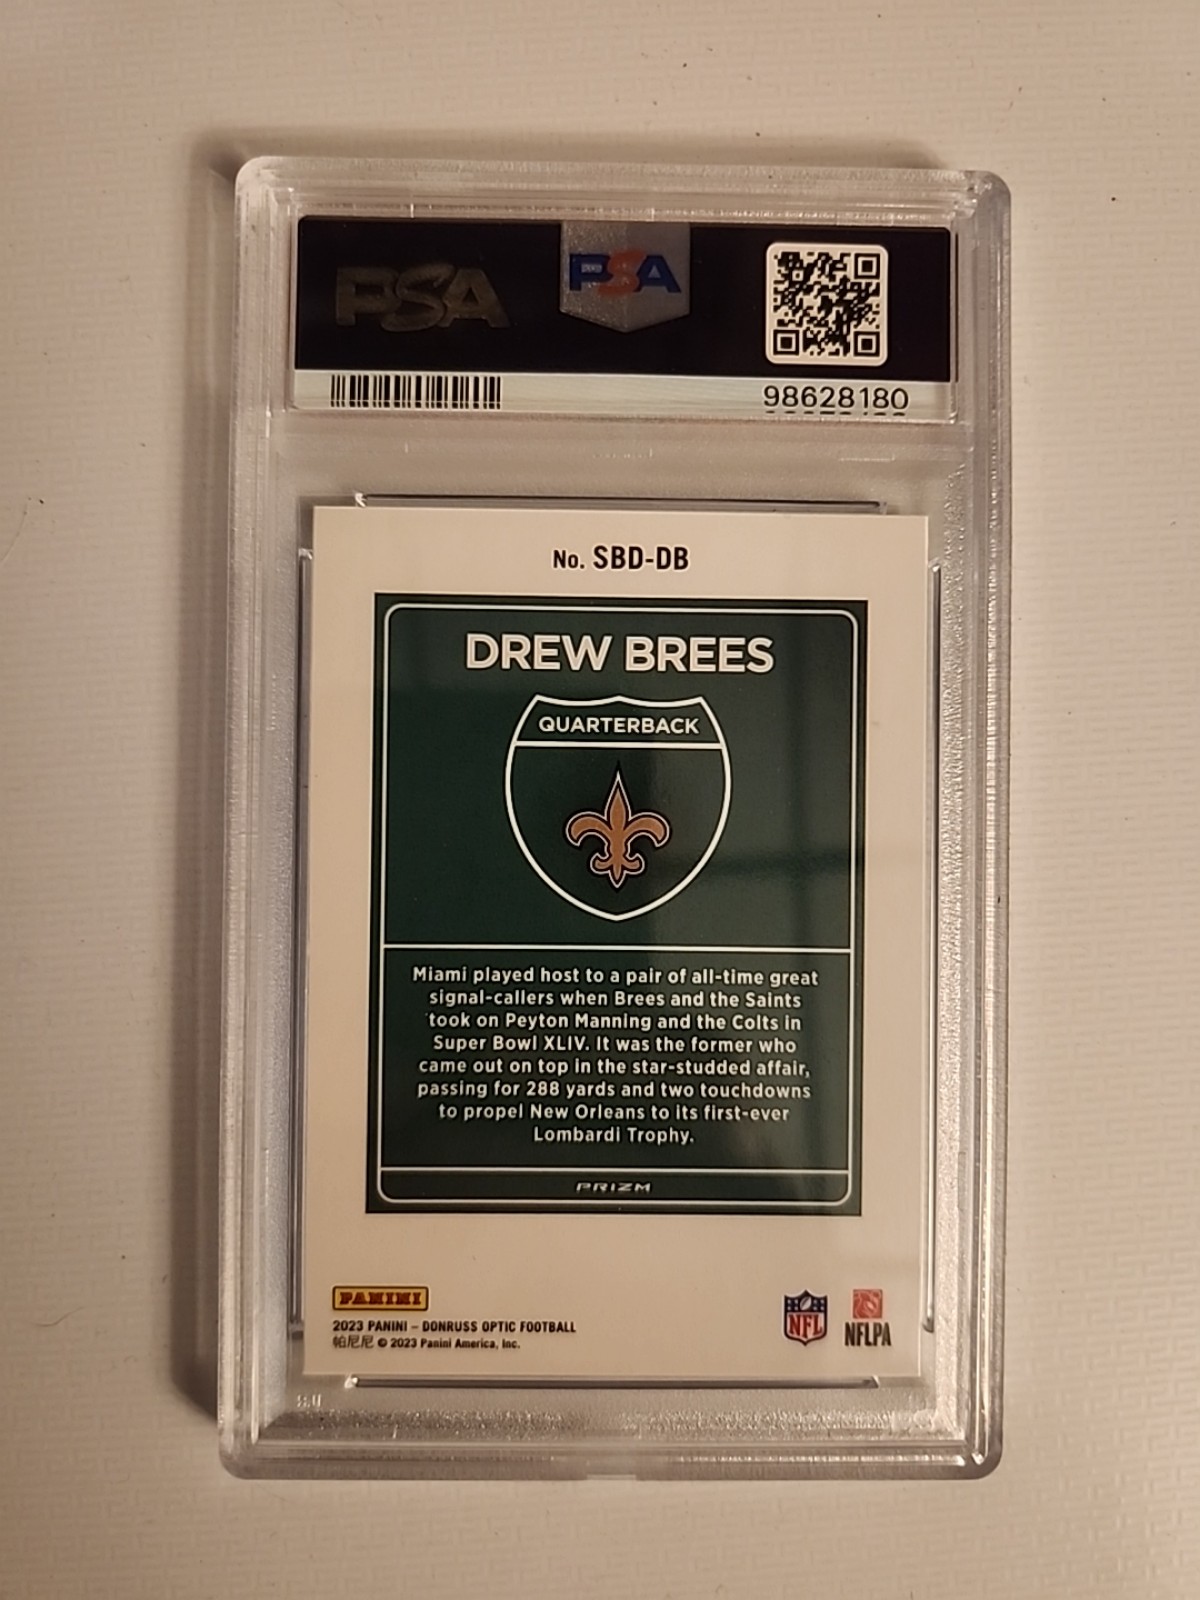 PSA
PSA
98628180
No. SBD-DB
DREW BREES
QUARTERBACK
Miami played host to a pair of all-time great
signal-callers when Brees and the Saints
took on Peyton Manning and the Colts in
Super Bowl XLIV. It was the former who
came out on top in the star-studded affair,
passing for 288 yards and two touchdowns
to propel New Orleans to its first-ever
Lombardi Trophy.
PRIZM
PANINI
2023 PANINI – DONRUSS OPTIC FOOTBALL
帕尼尼 © 2023 Panini America, Inc.
NFL
NFLPA